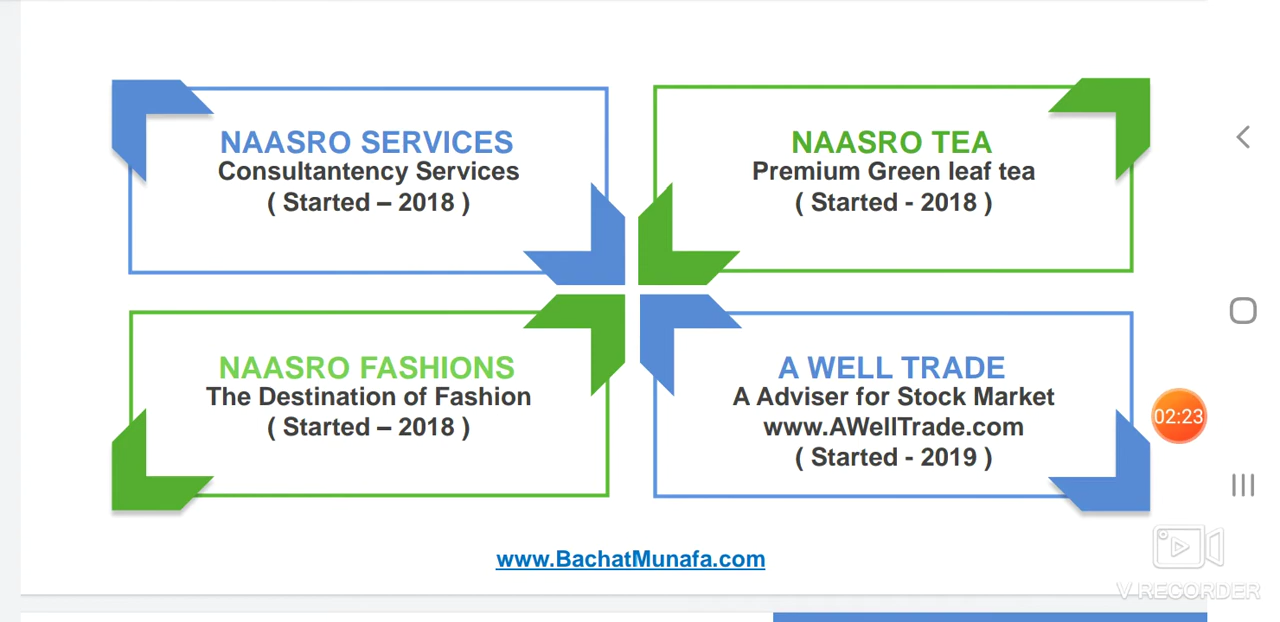 NAASRO SERVICES
Consultantency Services
( Started – 2018 )
NAASRO TEA
Premium Green leaf tea
( Started - 2018 )
NAASRO FASHIONS
The Destination of Fashion
( Started – 2018 )
A WELL TRADE
A Adviser for Stock Market
www.AWellTrade.com
( Started - 2019 )
02:23
www.BachatMunafa.com
V RECORDER